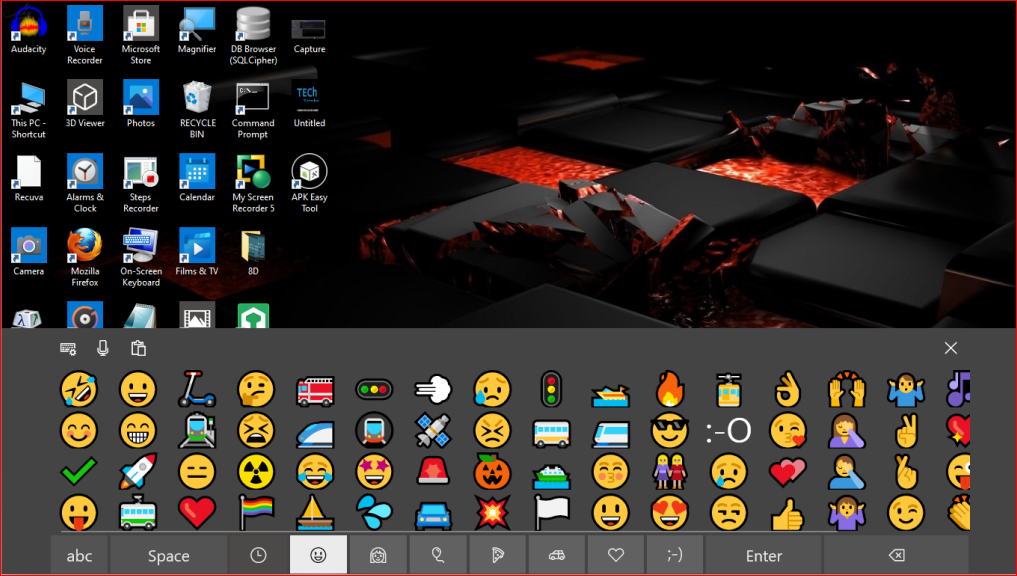 Audacity
Voice
Recorder
Microsoft
Store
Magnifier
DB Browser
(SQLCipher)
Capture
This PC -
Shortcut
3D Viewer
Photos
RECYCLE
BIN
Command
Prompt
TECH
Untitled
Recuva
Alarms &
Clock
Steps
Recorder
Calendar
My Screen
Recorder 5
APK Easy
Tool
Camera
Mozilla
Firefox
On-Screen
Keyboard
Films & TV
8D
:-O
abc
Space
;-)
Enter